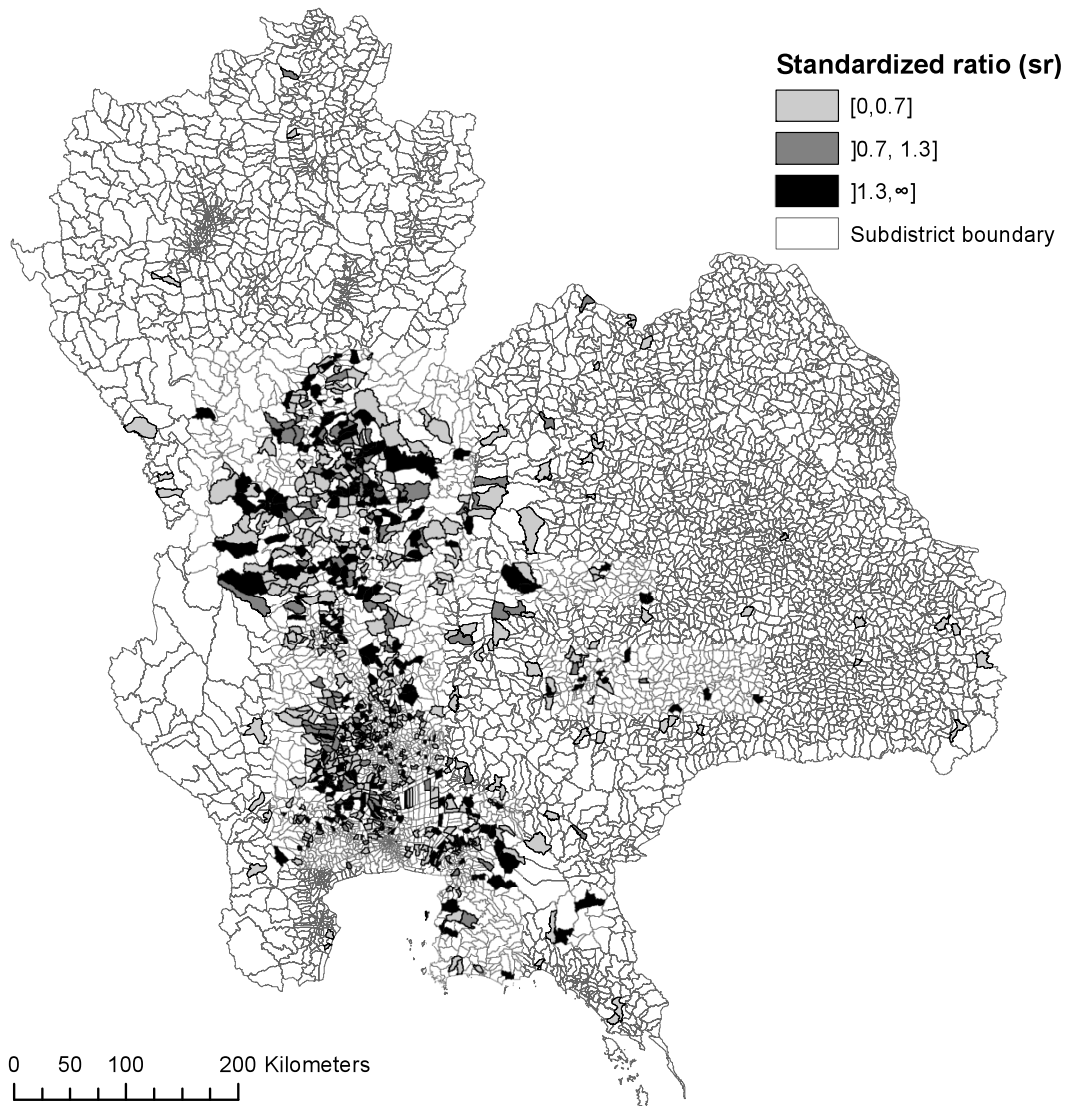 Standardized ratio (sr)
[0,0.7]
]0.7, 1.3]
]1.3,∞]
Subdistrict boundary
0 50 100 200 Kilometers